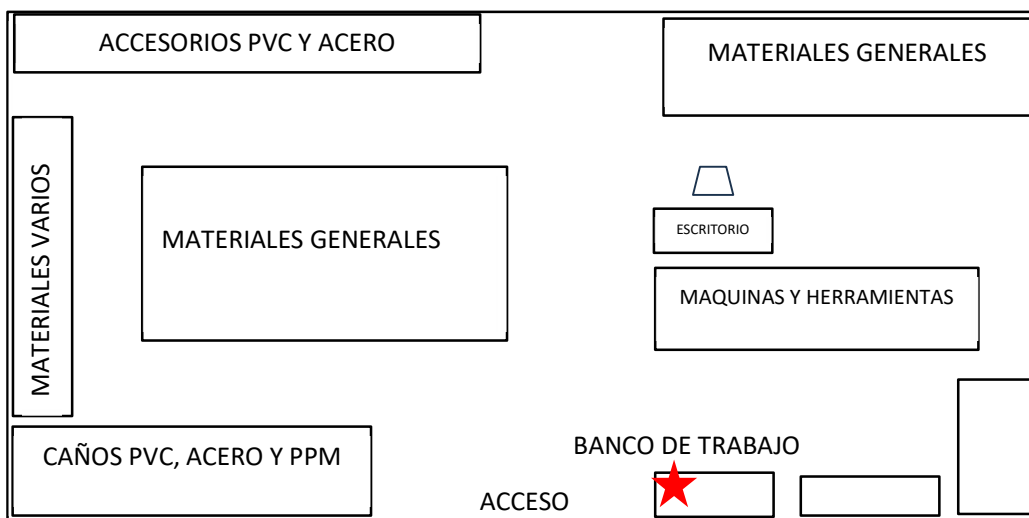 ACCESORIOS PVC Y ACERO
MATERIALES GENERALES
MATERIALES VARIOS
MATERIALES GENERALES
ESCRITORIO
MAQUINAS Y HERRAMIENTAS
CAÑOS PVC, ACERO Y PPM
BANCO DE TRABAJO
ACCESO